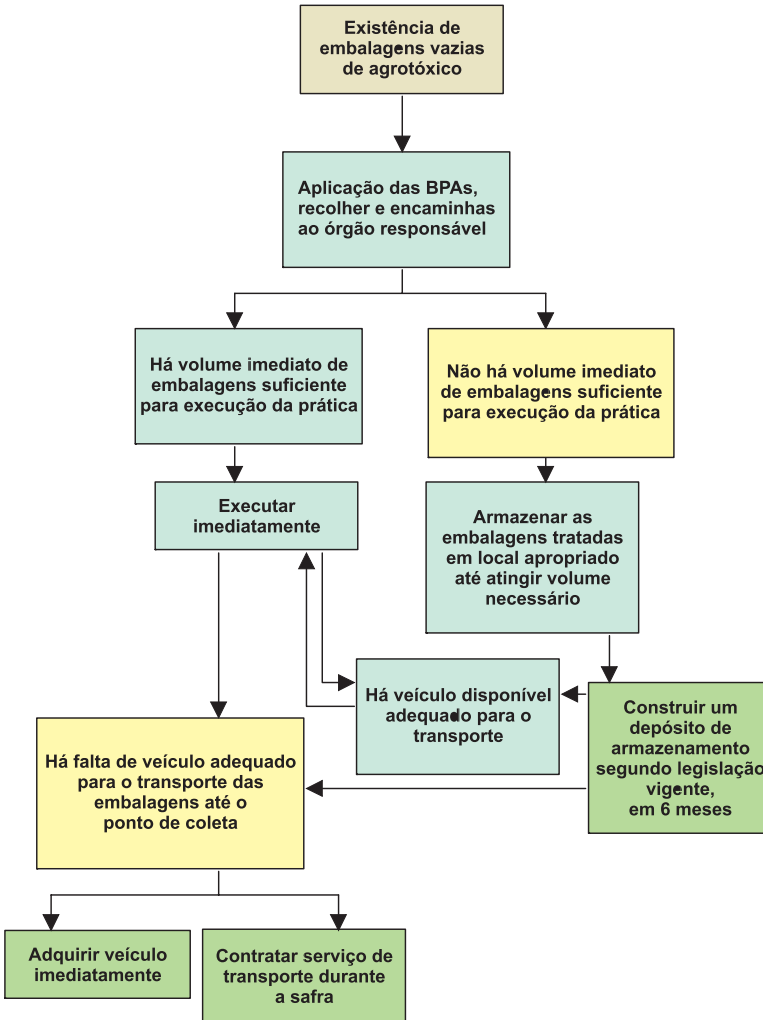 Existência de
embalagens vazias
de agrotóxico
Aplicação das BPAs,
recolher e encaminhas
ao órgão responsável
Há volume imediato de
embalagens suficiente
para execução da prática
Não há volume imediato
de embalagens suficiente
para execução da prática
Executar
imediatamente
Armazenar as
embalagens tratadas
em local apropriado
até atingir volume
necessário
Há veículo disponível
adequado para o
transporte
Construir um
depósito de
armazenamento
segundo legislação
vigente,
em 6 meses
Há falta de veículo adequado
para o transporte das
embalagens até o
ponto de coleta
Adquirir veículo
imediatamente
Contratar serviço de
transporte durante
a safra